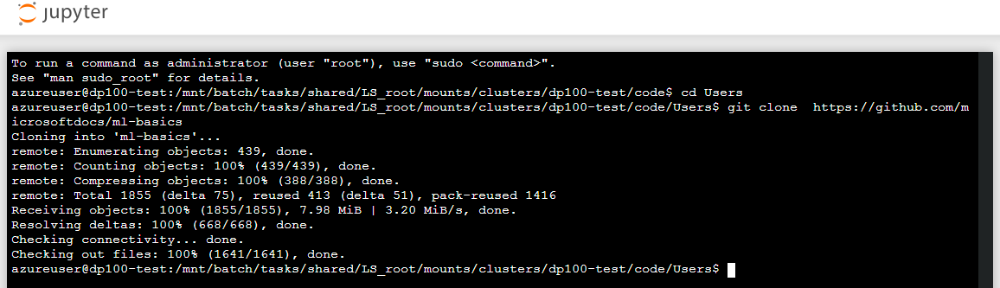 jupyter
To run a command as administrator (user "root"), use "sudo <command>".
See "man sudo_root" for details.
azureuser@dp100-test:/mnt/batch/tasks/shared/LS_root/mounts/clusters/dp100-test/code$ cd Users
azureuser@dp100-test:/mnt/batch/tasks/shared/LS_root/mounts/clusters/dp100-test/code/Users$ git clone  https://github.com/m
icrosoftdocs/ml-basics
Cloning into 'ml-basics'...
remote: Enumerating objects: 439, done.
remote: Counting objects: 100% (439/439), done.
remote: Compressing objects: 100% (388/388), done.
remote: Total 1855 (delta 75), reused 413 (delta 51), pack-reused 1416
Receiving objects: 100% (1855/1855), 7.98 MiB | 3.20 MiB/s, done.
Resolving deltas: 100% (668/668), done.
Checking connectivity... done.
Checking out files: 100% (1641/1641), done.
azureuser@dp100-test:/mnt/batch/tasks/shared/LS_root/mounts/clusters/dp100-test/code/Users$